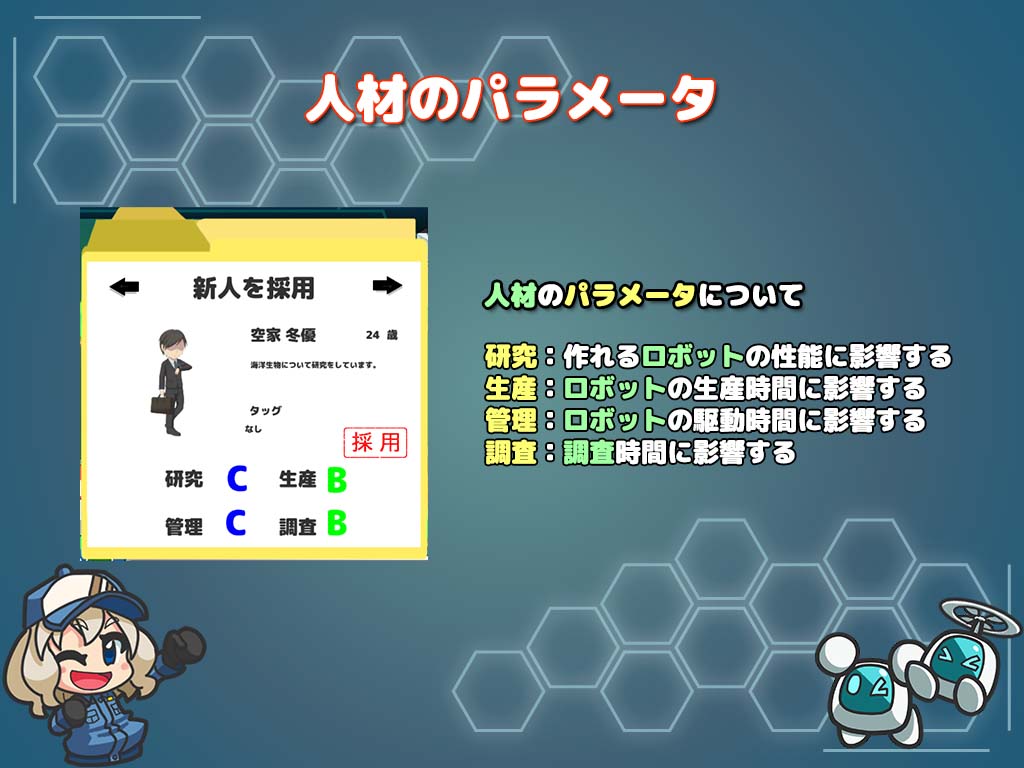 人材のパラメータ
新人を採用
空家 冬優 24 歳
海洋生物について研究をしています。
タッグ
なし
採用
研究 C 生産 B
管理 C 調査 B
人材のパラメータについて
研究：作れるロボットの性能に影響する
生産：ロボットの生産時間に影響する
管理：ロボットの駆動時間に影響する
調査：調査時間に影響する